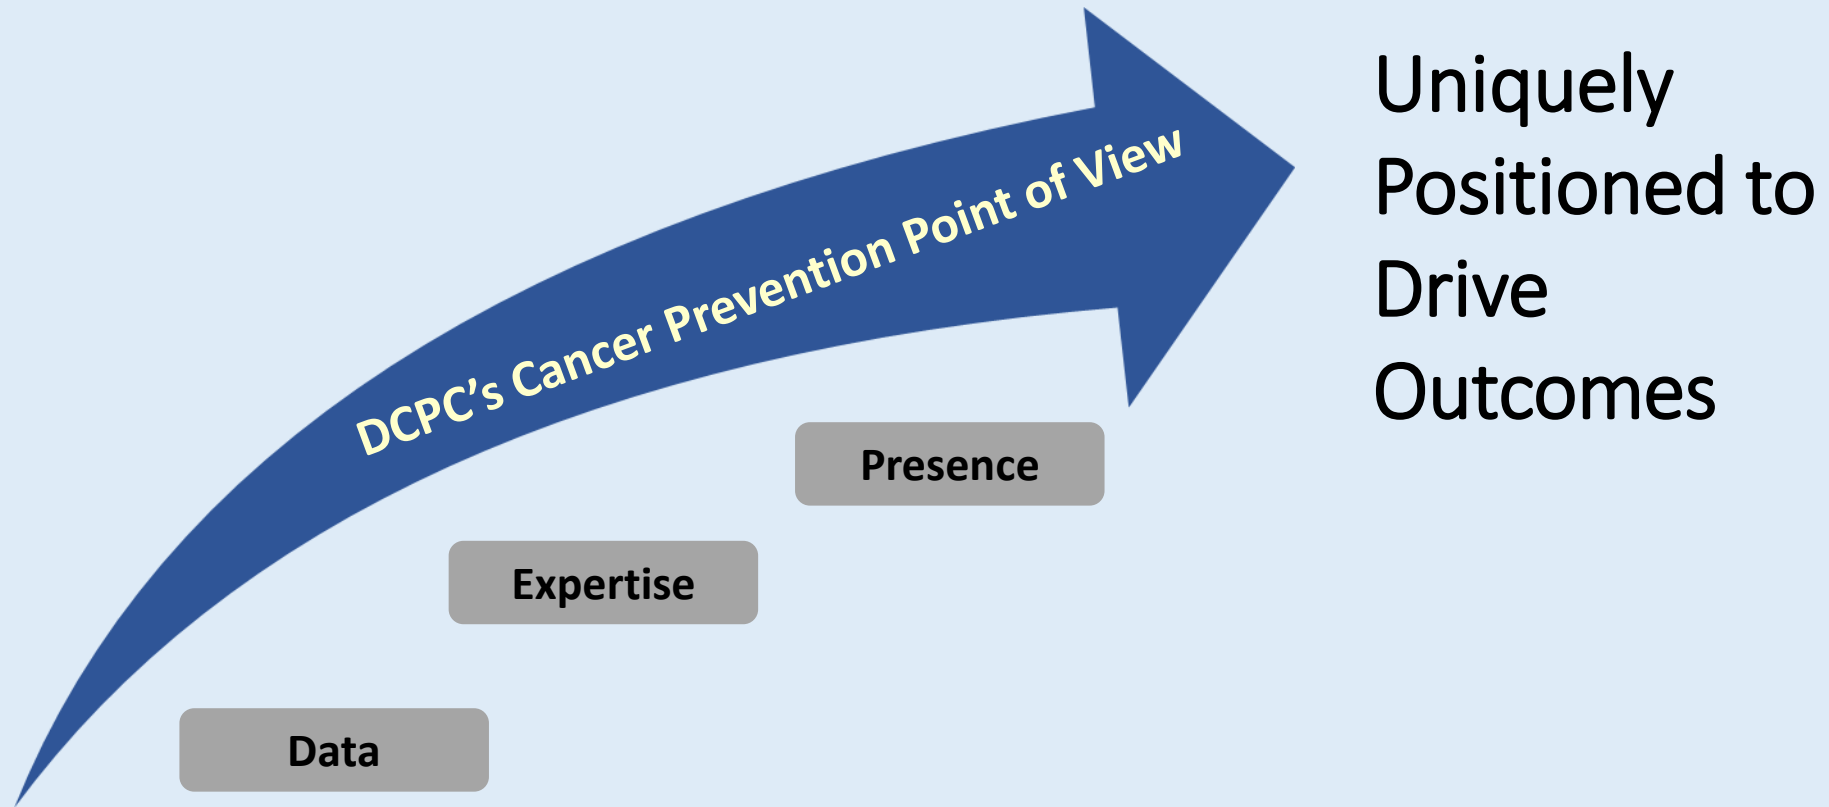 Uniquely
Positioned to
Drive
Outcomes
DCPC’s Cancer Prevention Point of View
Presence
Expertise
Data